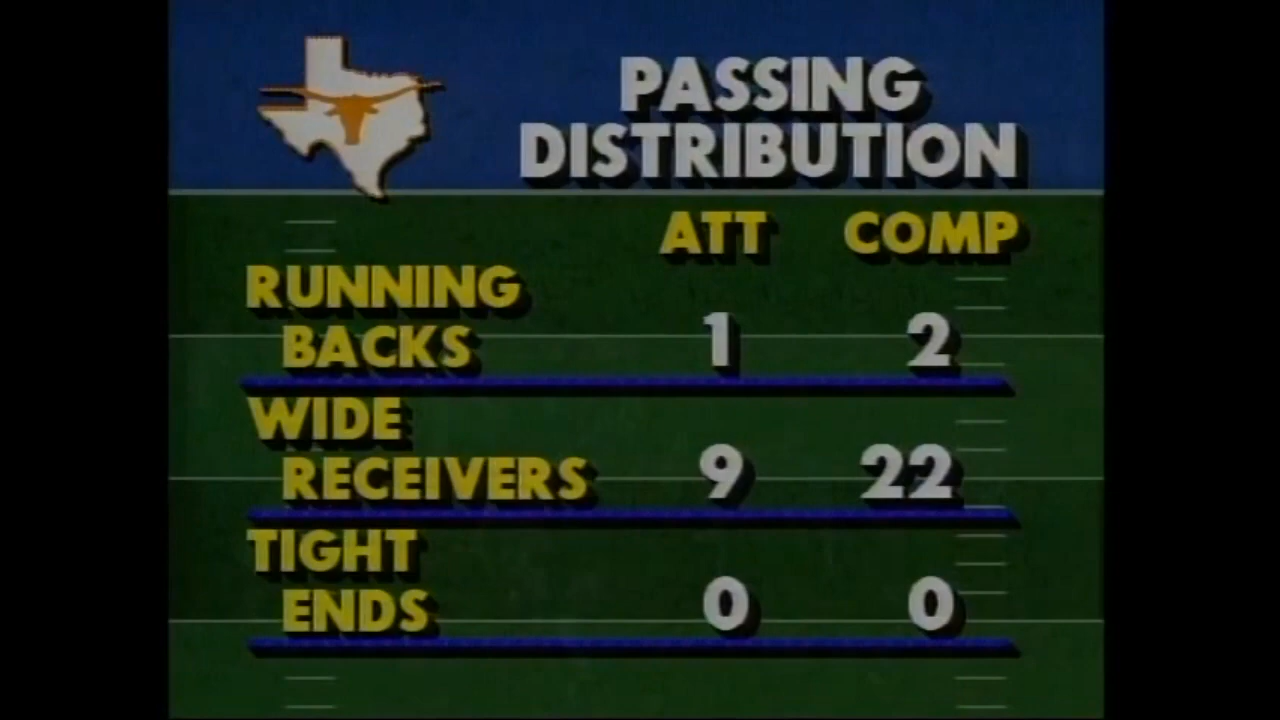 PASSING
DISTRIBUTION
ATT COMP
RUNNING
BACKS 1 2
WIDE
RECEIVERS 9 22
TIGHT
ENDS 0 0